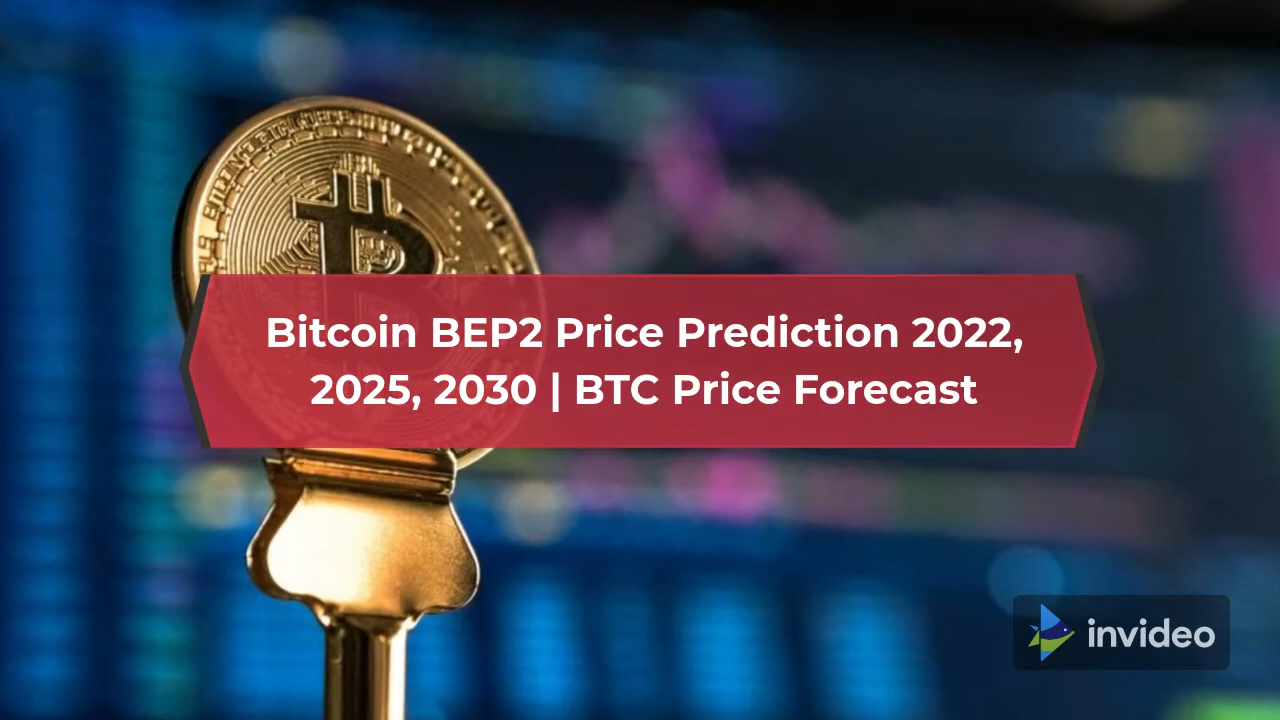 Bitcoin BEP2 Price Prediction 2022,
2025, 2030 | BTC Price Forecast
invideo